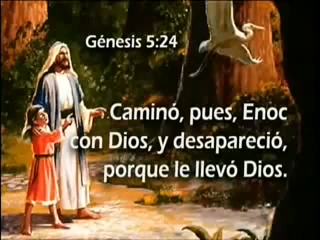 Génesis 5:24
Caminó, pues, Enoc
con Dios, y desapareció,
porque le llevó Dios.